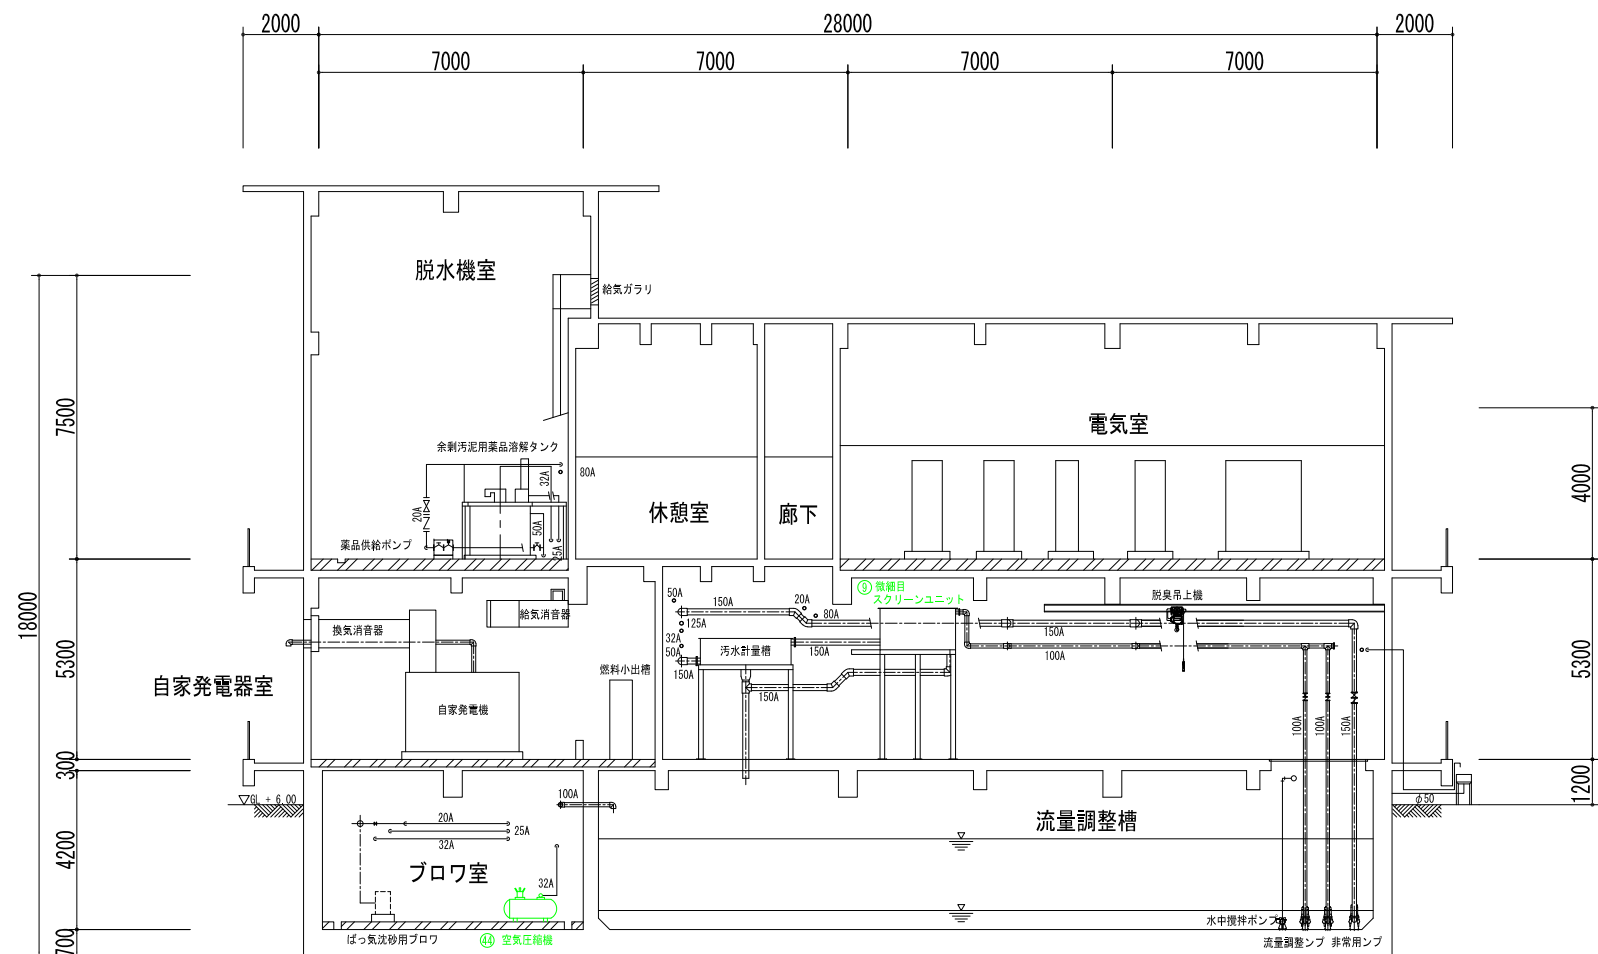 2000
28000
2000
7000
7000
7000
7000
脱水機室
給気ガラリ
7500
電気室
余剰汚泥用薬品溶解タンク
32A
80A
20A
50A
25A
4000
休憩室
廊下
薬品供給ポンプ
18000
⑨ 微細目
スクリーンユニット
脱臭吊上機
50A
150A
20A
80A
125A
32A
50A
150A
給気消音器
換気消音器
汚水計量槽
150A
150A
150A
100A
5300
5300
燃料小出槽
自家発電器室
自家発電機
100A
100A
150A
300
1200
▽GL + 6.00
100A
φ50
20A
25A
32A
流量調整槽
4200
ブロワ室
32A
水中攪拌ポンプ
ばっ気沈砂用ブロワ
㊹ 空気圧縮機
流量調整ンプ
非常用ンプ
700